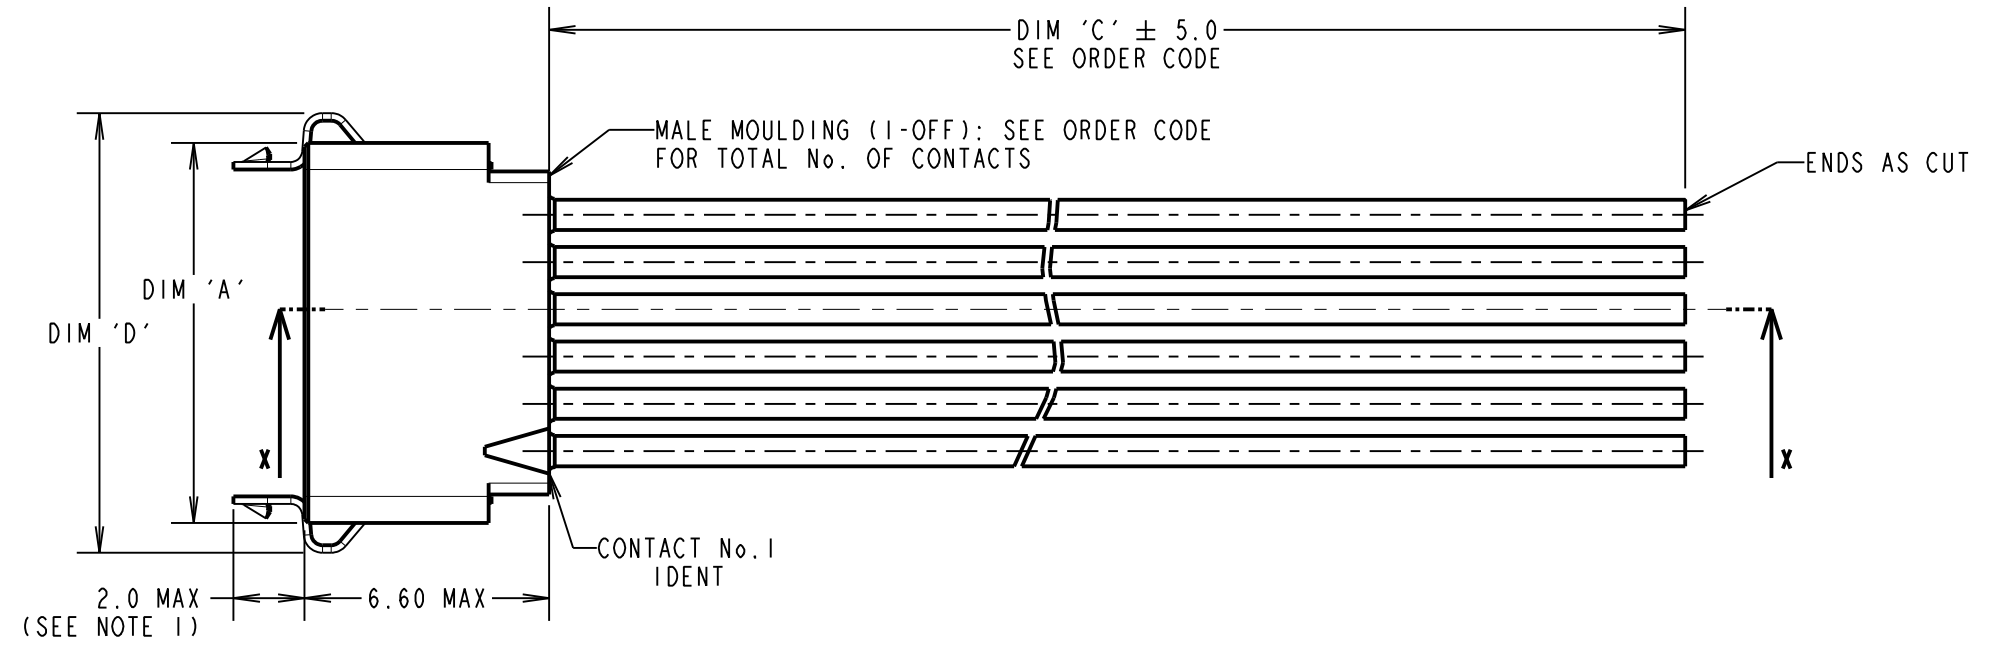 DIM 'C' ± 5.0
SEE ORDER CODE
MALE MOULDING (1-OFF): SEE ORDER CODE
FOR TOTAL No. OF CONTACTS
ENDS AS CUT
DIM 'A'
DIM 'D'
X
X
CONTACT No.1
IDENT
2.0 MAX
(SEE NOTE 1)
6.60 MAX